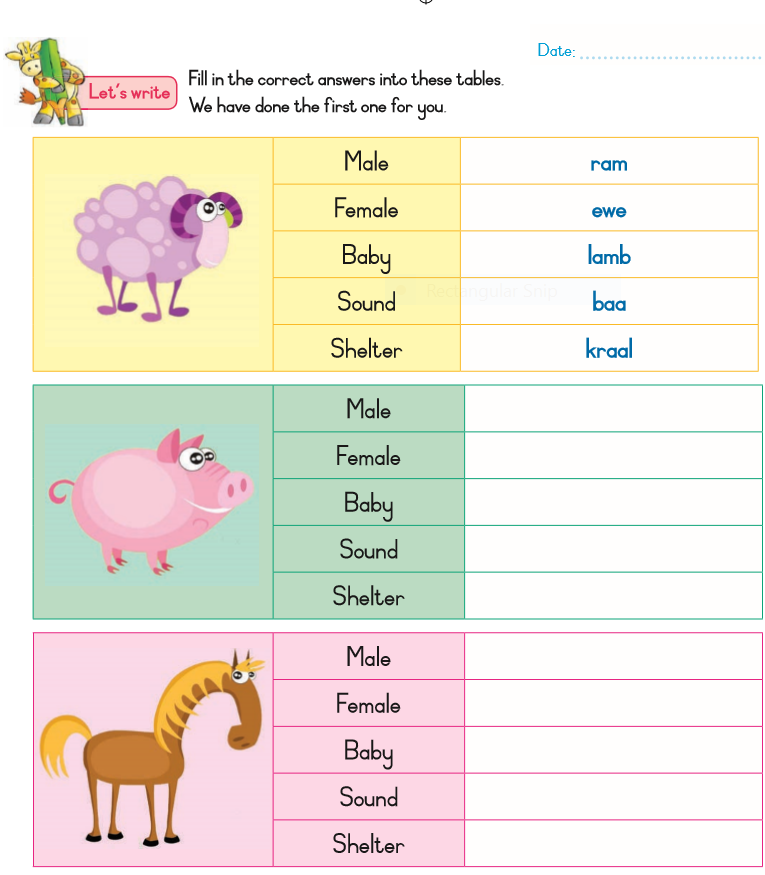 Date:
Let's write
Fill in the correct answers into these tables.
We have done the first one for you.
Male ram
Female ewe
Baby lamb
Rectangular Snip
Sound baa
Shelter kraal
Male
Female
Baby
Sound
Shelter
Male
Female
Baby
Sound
Shelter